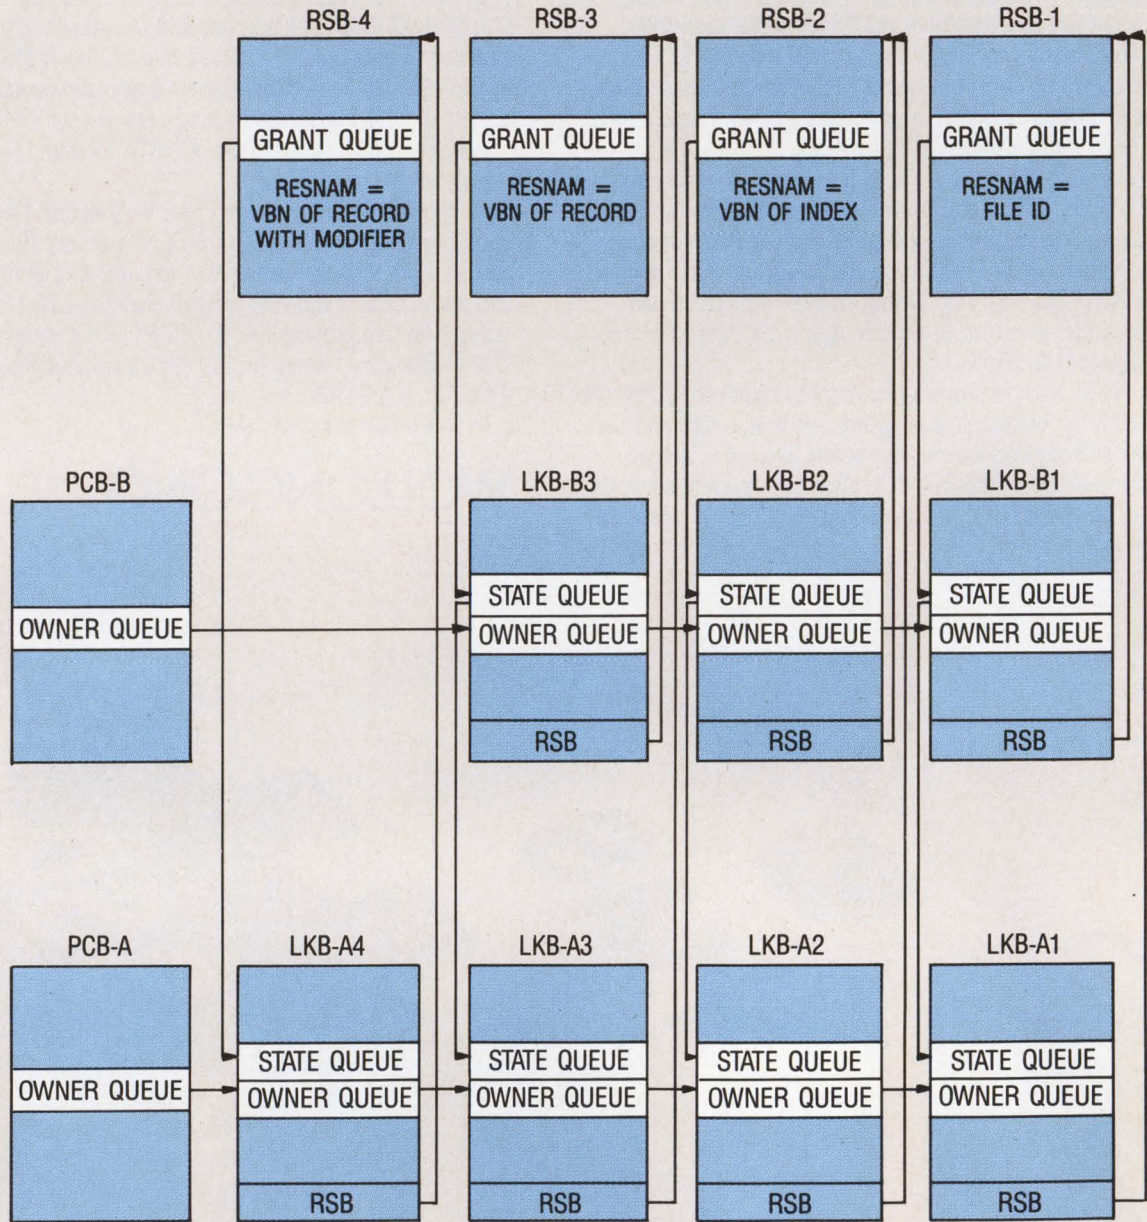 RSB-4
RSB-3
RSB-2
RSB-1
GRANT QUEUE
GRANT QUEUE
GRANT QUEUE
GRANT QUEUE
RESNAM =
VBN OF RECORD
WITH MODIFIER
RESNAM =
VBN OF RECORD
RESNAM =
VBN OF INDEX
RESNAM =
FILE ID
PCB-B
LKB-B3
LKB-B2
LKB-B1
STATE QUEUE
STATE QUEUE
STATE QUEUE
OWNER QUEUE
OWNER QUEUE
OWNER QUEUE
OWNER QUEUE
RSB
RSB
RSB
PCB-A
LKB-A4
LKB-A3
LKB-A2
LKB-A1
STATE QUEUE
STATE QUEUE
STATE QUEUE
STATE QUEUE
OWNER QUEUE
OWNER QUEUE
OWNER QUEUE
OWNER QUEUE
OWNER QUEUE
RSB
RSB
RSB
RSB